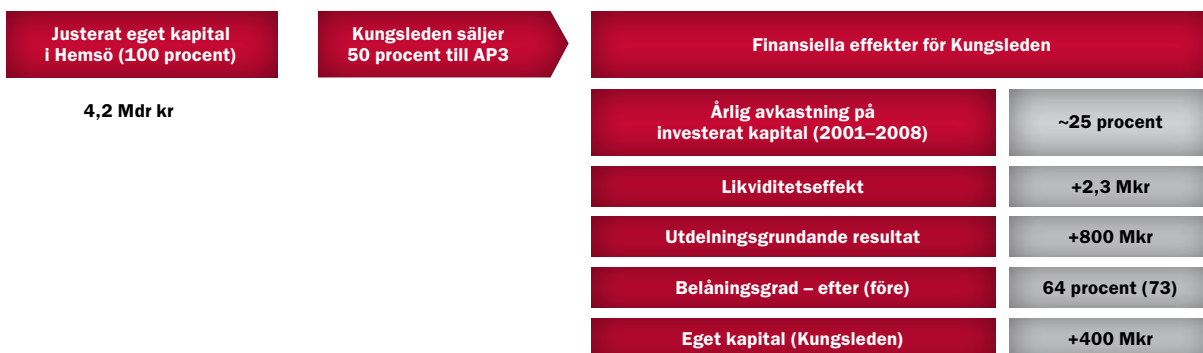 Justerat eget kapital
i Hemsö (100 procent)
Kungsleden säljer
50 procent till AP3
Finansiella effekter för Kungsleden
4,2 Mdr kr
Årlig avkastning på
investerat kapital (2001–2008)
~25 procent
Likviditetseffekt
+2,3 Mkr
Utdelningsgrundande resultat
+800 Mkr
Belåningsgrad – efter (före)
64 procent (73)
Eget kapital (Kungsleden)
+400 Mkr